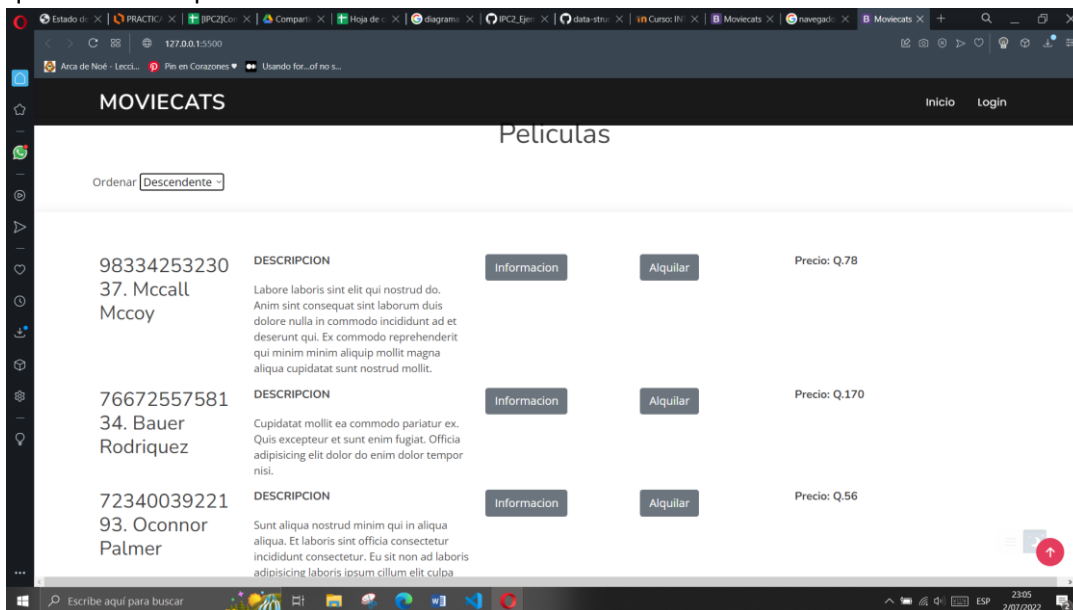 Estado de
PRACTICA
[IPC2]Con
Comparti
Hoja de c
diagrama
IPC2_Ejer
data-stru
Curso: IN
Moviecats
navegado
Moviecats
127.0.0.1:5500
Arca de Noé - Lecci...
Pin en Corazones ♥
Usando for...of no s...
MOVIECATS
Inicio Login
Peliculas
Ordenar Descendente
98334253230
37. Mccall
Mccoy
DESCRIPCION
Labore laboris sint elit qui nostrud do.
Anim sint consequat sint laborum duis
dolore nulla in commodo incididunt ad et
deserunt qui. Ex commodo reprehenderit
qui minim minim aliquip mollit magna
aliqua cupidatat sunt nostrud mollit.
Informacion
Alquilar
Precio: Q.78
76672557581
34. Bauer
Rodriquez
DESCRIPCION
Cupidatat mollit ea commodo pariatur ex.
Quis excepteur et sunt enim fugiat. Officia
adipisicing elit dolor do enim dolor tempor
nisi.
Informacion
Alquilar
Precio: Q.170
72340039221
93. Oconnor
Palmer
DESCRIPCION
Sunt aliqua nostrud minim qui in aliqua
aliqua. Et laboris sint officia consectetur
incididunt consectetur. Eu sit non ad laboris
adipisicing laboris ipsum cillum elit culpa
Informacion
Alquilar
Precio: Q.56
Escribe aquí para buscar
ESP
23:05
2/07/2022